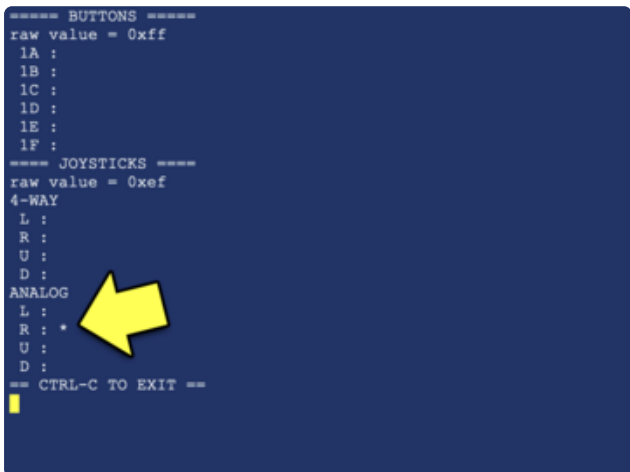 ===== BUTTONS =====
raw value = 0xff
1A :
1B :
1C :
1D :
1E :
1F :
==== JOYSTICKS ====
raw value = 0xef
4-WAY
L :
R :
U :
D :
ANALOG
L :
R : *
U :
D :
== CTRL-C TO EXIT ==